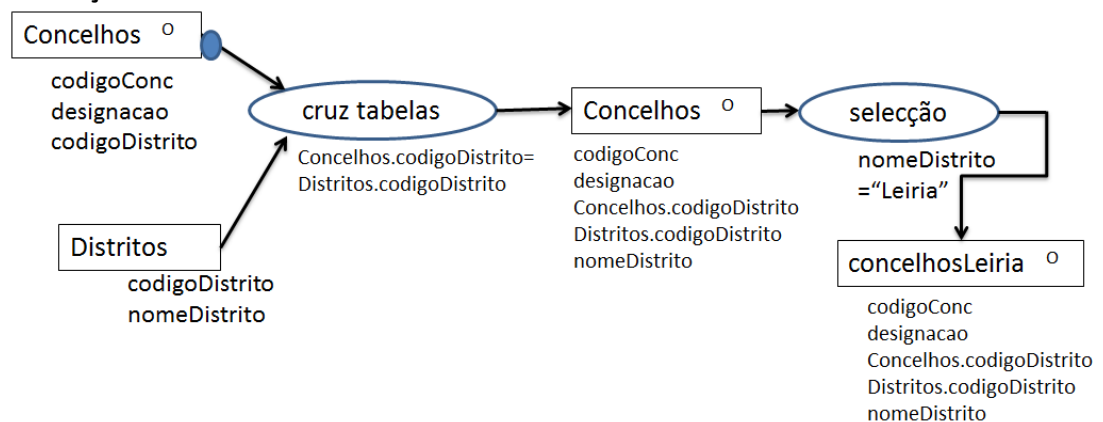 Concelhos O
codigoConc
designacao
codigoDistrito
cruz tabelas
Concelhos.codigoDistrito=
Distritos.codigoDistrito
Distritos
codigoDistrito
nomeDistrito
Concelhos O
codigoConc
designacao
Concelhos.codigoDistrito
Distritos.codigoDistrito
nomeDistrito
selecção
nomeDistrito
="Leiria"
concelhosLeiria O
codigoConc
designacao
Concelhos.codigoDistrito
Distritos.codigoDistrito
nomeDistrito